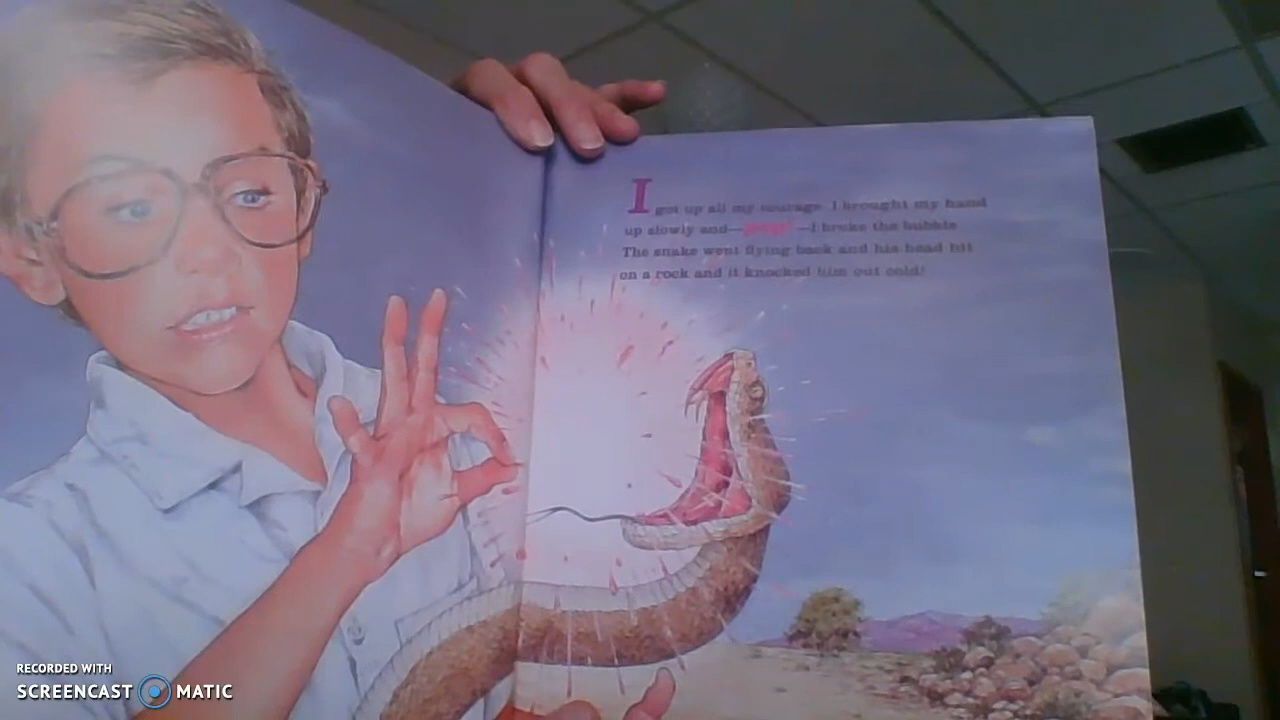 I got up all my courage. I brought my hand
up slowly and— —I broke the bubble
The snake went flying back and his head hit
on a rock and it knocked him out cold!
RECORDED WITH
SCREENCAST MATIC